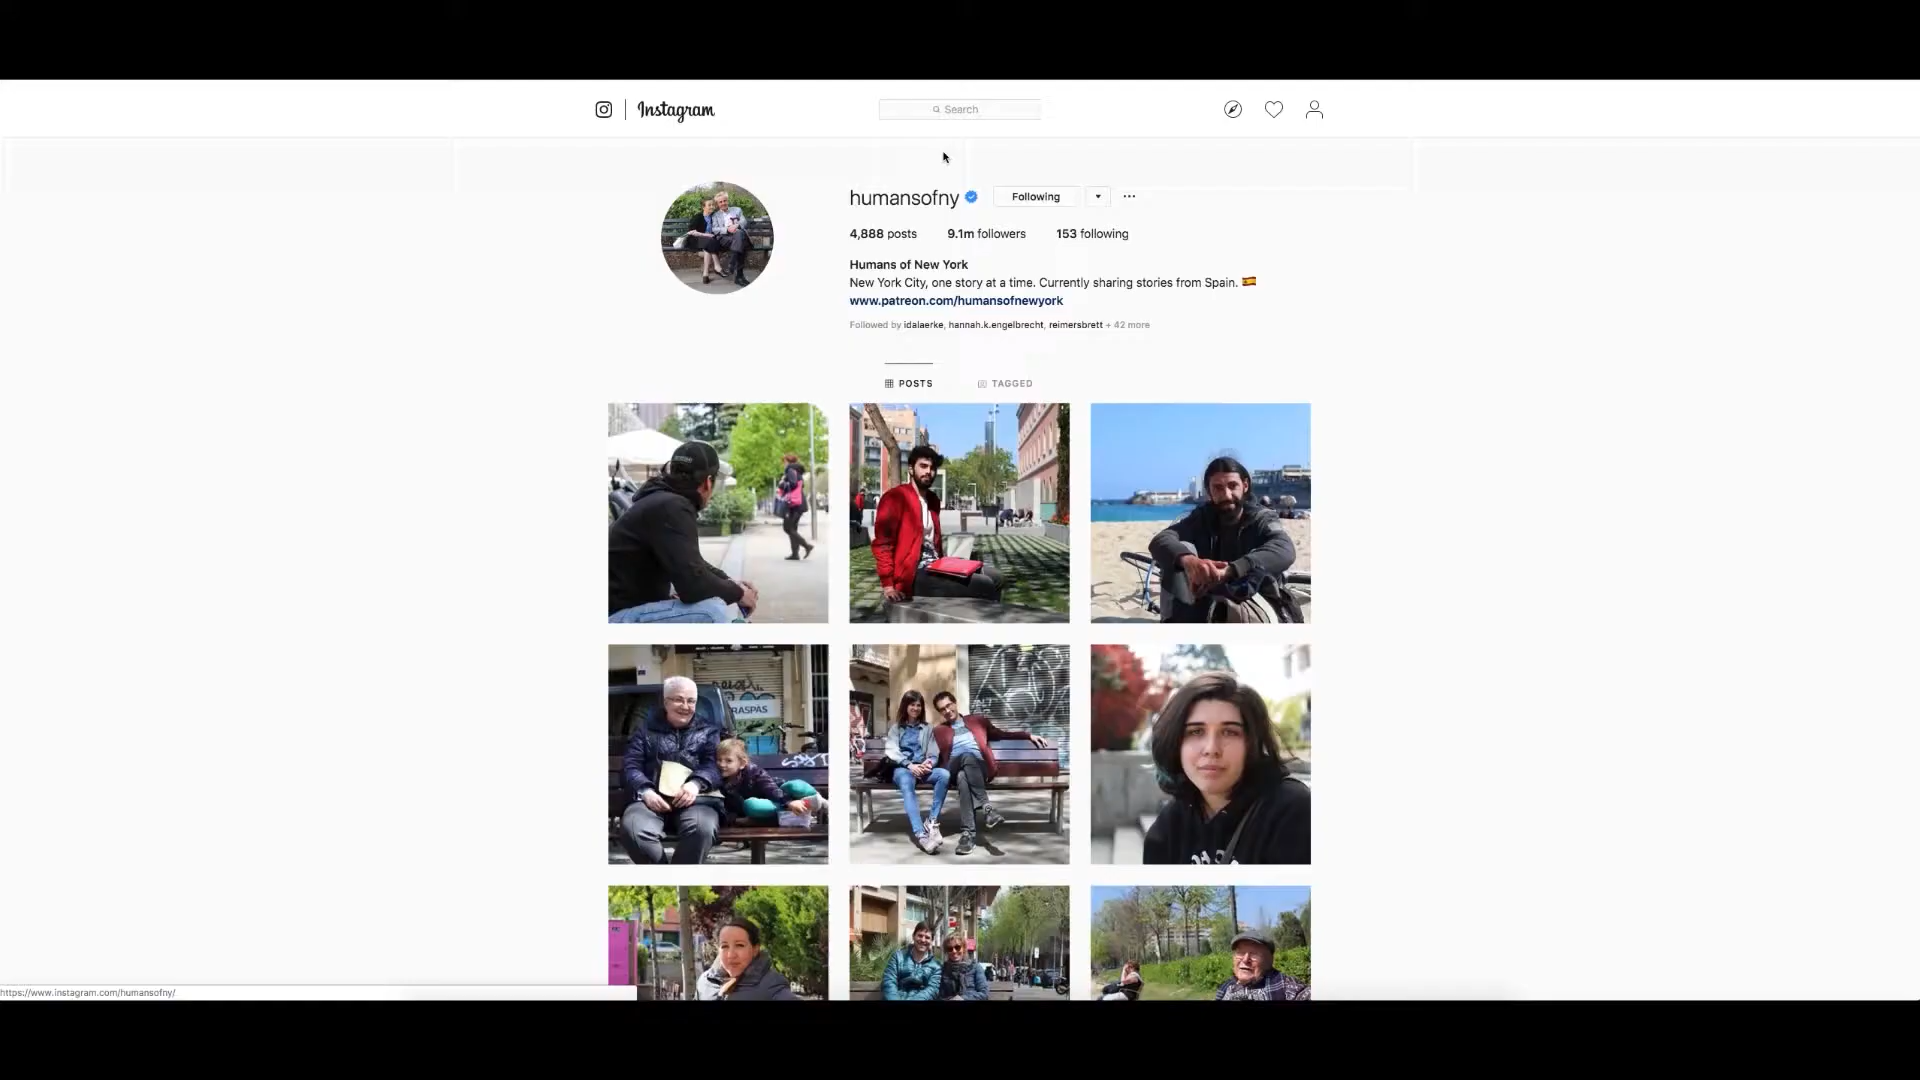 Instagram
Search
humansofny
Following
4,888 posts 9.1m followers 153 following
Humans of New York
New York City, one story at a time. Currently sharing stories from Spain. 🇪🇸
www.patreon.com/humansofnewyork
Followed by idalaerke, hannah.k.engelbrecht, reimersbrett + 42 more
POSTS TAGGED
RASPAS
https://www.instagram.com/humansofny/